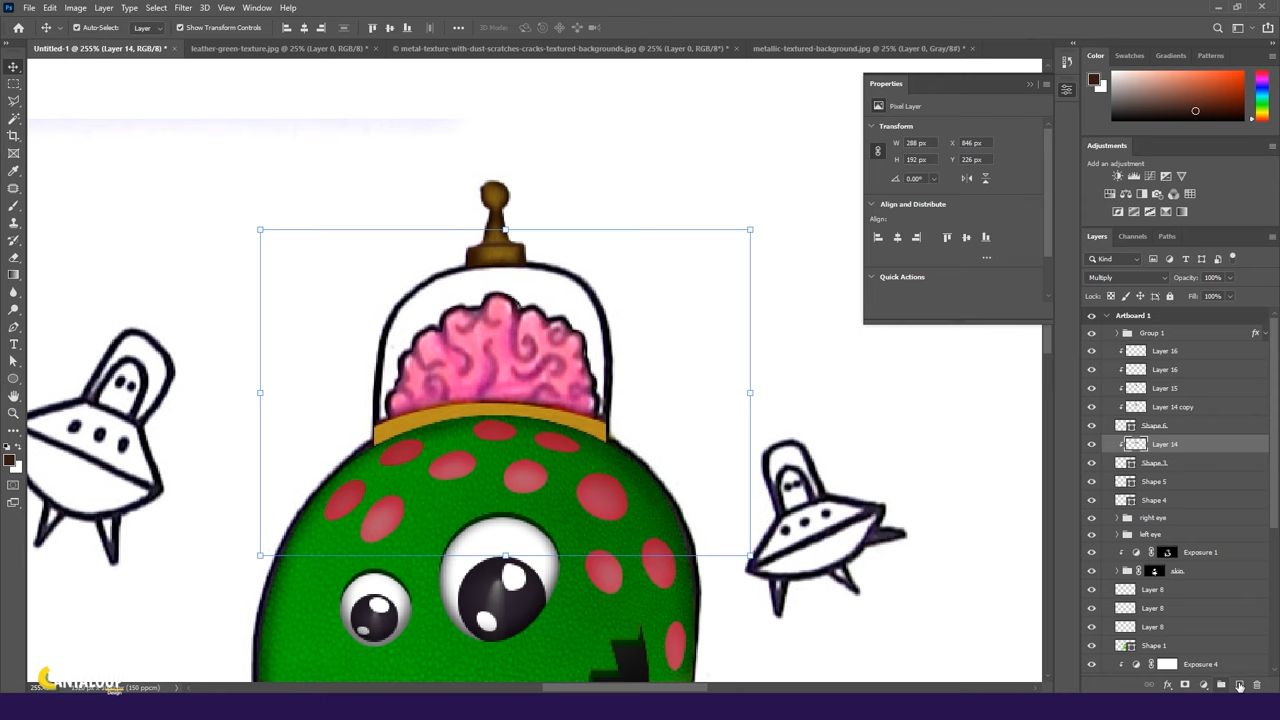 Ps File Edit Image Layer Type Select Filter 3D View Window Help
Auto-Select: Layer Show Transform Controls 3D Mode:
Untitled-1 @ 255% (Layer 14, RGB/8) * × leather-green-texture.jpg @ 25% (Layer 0, RGB/8) * × © metal-texture-with-dust-scratches-cracks-textured-backgrounds.jpg @ 25% (Layer 0, RGB/8*) * × metallic-textured-background.jpg @ 25% (Layer 0, Gray/8#) * ×
Properties
Pixel Layer
Transform
W 288 px X 846 px
H 192 px Y 226 px
0.00°
Align and Distribute
Align:
Quick Actions
Color Swatches Gradients Patterns
Adjustments
Add an adjustment
Layers Channels Paths
Kind
Multiply Opacity: 100%
Lock: Fill: 100%
Artboard 1
Group 1 fx
Layer 16
Layer 16
Layer 15
Layer 14 copy
Shape 6
Layer 14
Shape 3
Shape 5
Shape 4
right eye
left eye
Exposure 1
skin
Layer 8
Layer 8
Layer 8
Shape 1
Exposure 4
fx
CANTALOUP
Design
(150 ppcm)